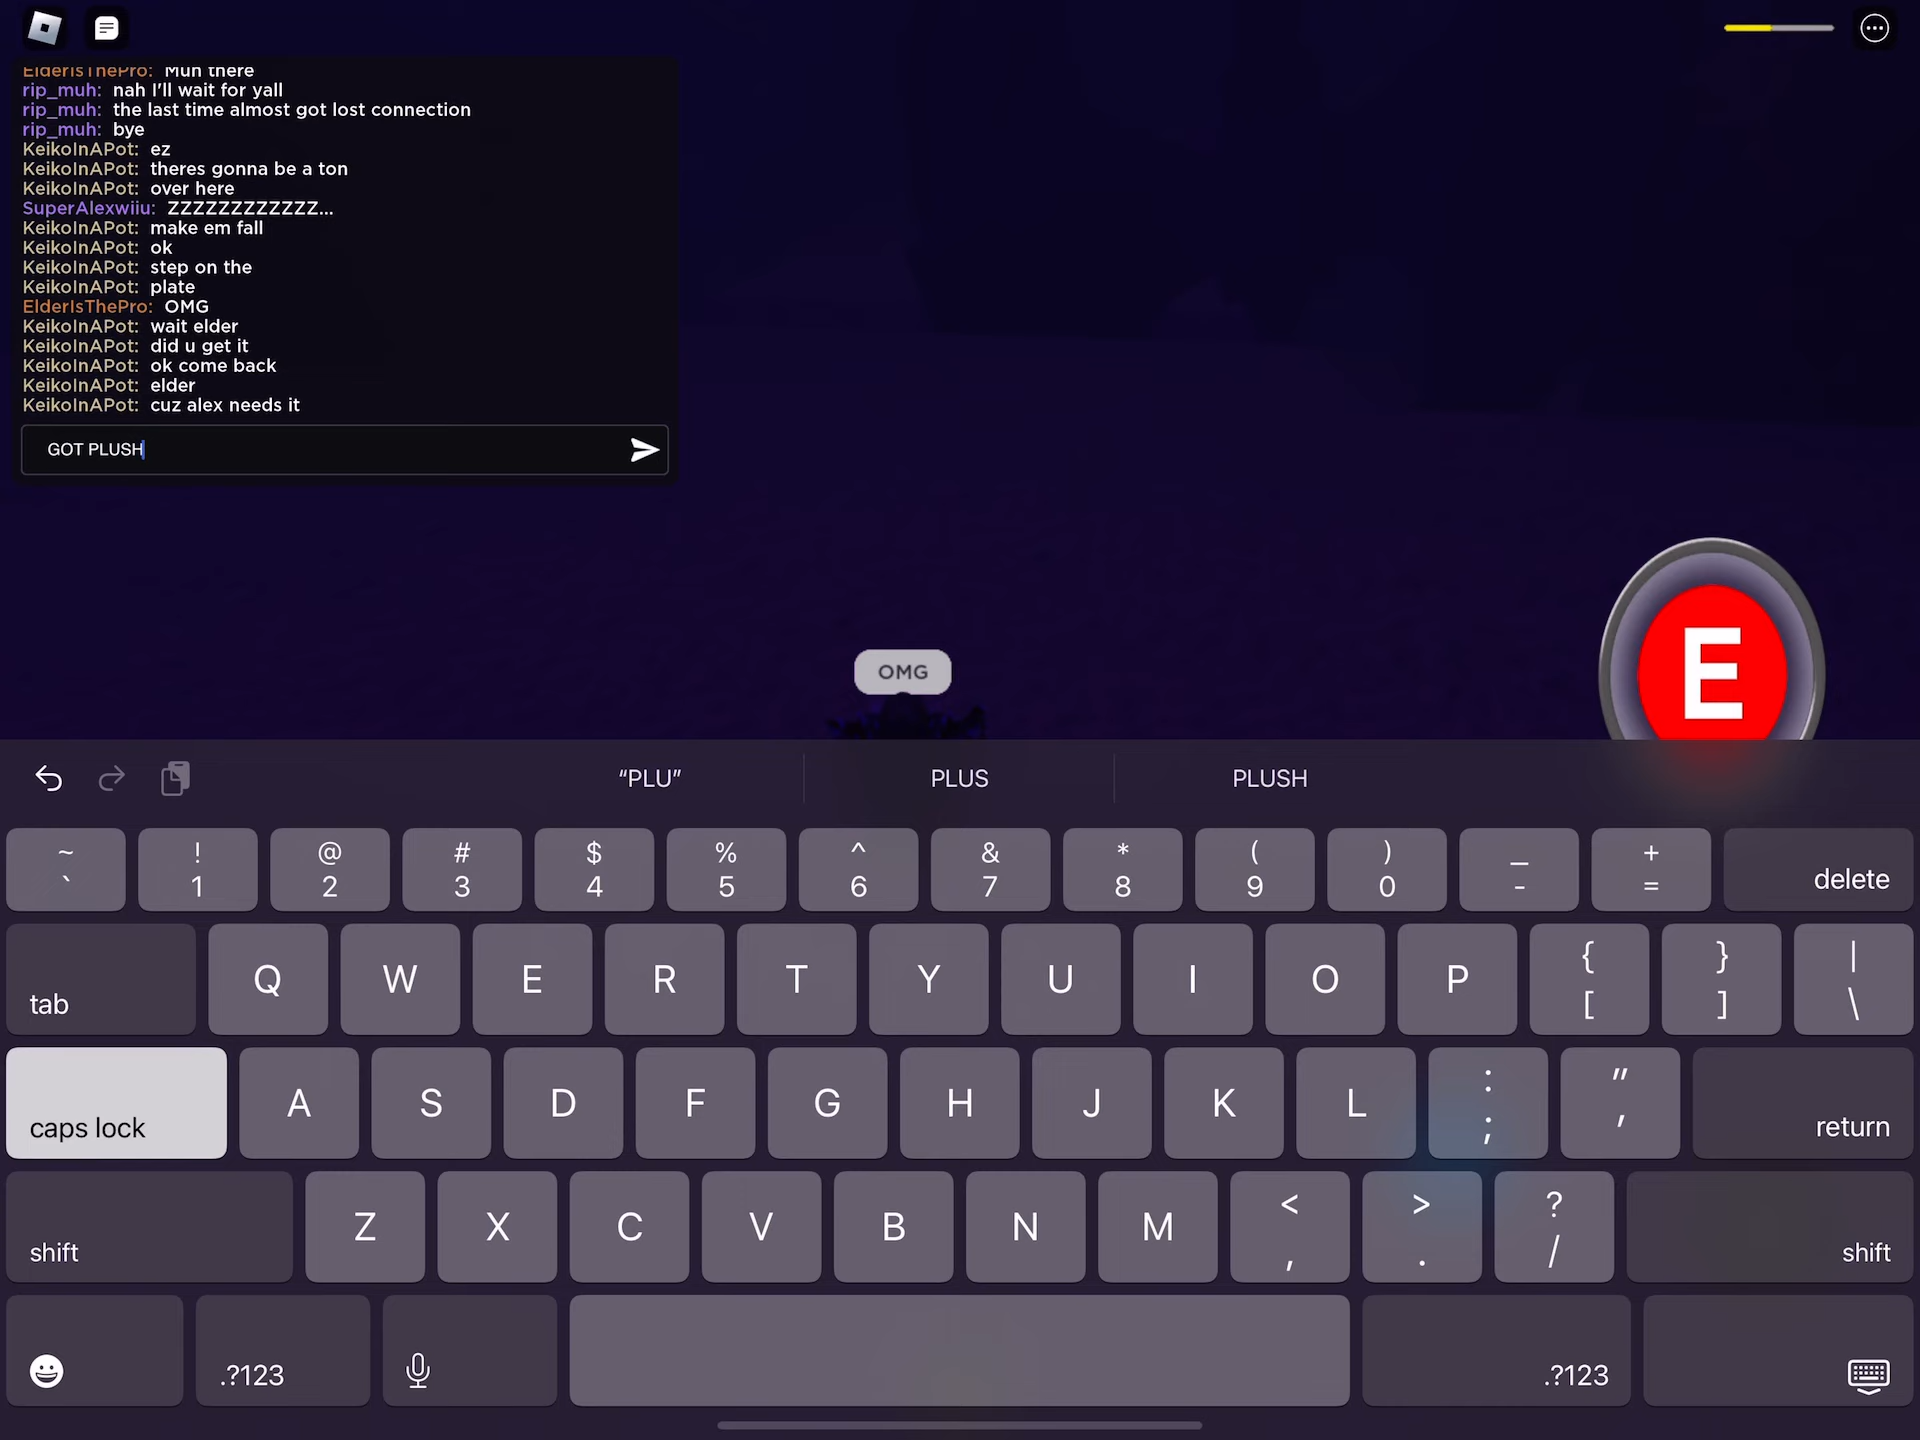 ElderIsThePro: Muh there
rip_muh: nah I'll wait for yall
rip_muh: the last time almost got lost connection
rip_muh: bye
KeikoInAPot: ez
KeikoInAPot: theres gonna be a ton
KeikoInAPot: over here
SuperAlexwiiu: ZZZZZZZZZZZZ...
KeikoInAPot: make em fall
KeikoInAPot: ok
KeikoInAPot: step on the
KeikoInAPot: plate
ElderIsThePro: OMG
KeikoInAPot: wait elder
KeikoInAPot: did u get it
KeikoInAPot: ok come back
KeikoInAPot: elder
KeikoInAPot: cuz alex needs it
GOT PLUSH
E
OMG
“PLU” PLUS PLUSH
~ ! @ # $ % ^ & * ( ) _ +
` 1 2 3 4 5 6 7 8 9 0 - = delete
tab Q W E R T Y U I O P { [ } ] | \
caps lock A S D F G H J K L : ; " ' return
shift Z X C V B N M < , > . ? / shift
.?123 .?123